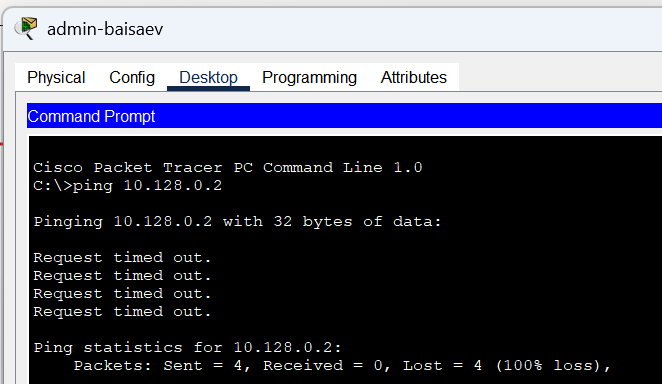 admin-baisaev
Physical Config Desktop Programming Attributes
Command Prompt
Cisco Packet Tracer PC Command Line 1.0
C:\>ping 10.128.0.2
Pinging 10.128.0.2 with 32 bytes of data:
Request timed out.
Request timed out.
Request timed out.
Request timed out.
Ping statistics for 10.128.0.2:
Packets: Sent = 4, Received = 0, Lost = 4 (100% loss),